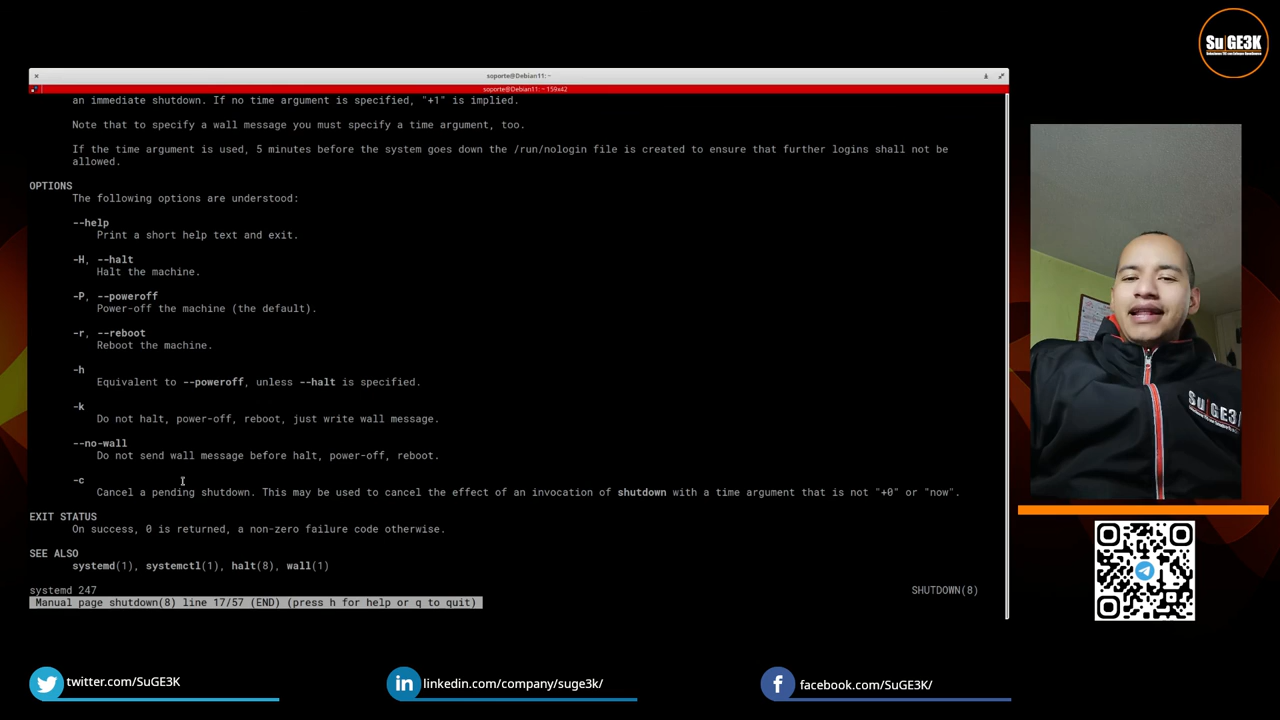 Su GE3K
soporte@Debian11: ~
soporte@Debian11: ~ 159x42
an immediate shutdown. If no time argument is specified, "+1" is implied.
Note that to specify a wall message you must specify a time argument, too.
If the time argument is used, 5 minutes before the system goes down the /run/nologin file is created to ensure that further logins shall not be
allowed.
OPTIONS
The following options are understood:
--help
Print a short help text and exit.
-H, --halt
Halt the machine.
-P, --poweroff
Power-off the machine (the default).
-r, --reboot
Reboot the machine.
-h
Equivalent to --poweroff, unless --halt is specified.
-k
Do not halt, power-off, reboot, just write wall message.
--no-wall
Do not send wall message before halt, power-off, reboot.
-c
Cancel a pending shutdown. This may be used to cancel the effect of an invocation of shutdown with a time argument that is not "+0" or "now".
EXIT STATUS
On success, 0 is returned, a non-zero failure code otherwise.
SEE ALSO
systemd(1), systemctl(1), halt(8), wall(1)
systemd 247 SHUTDOWN(8)
Manual page shutdown(8) line 17/57 (END) (press h for help or q to quit)
SuGE3K
twitter.com/SuGE3K
linkedin.com/company/suge3k/
facebook.com/SuGE3K/